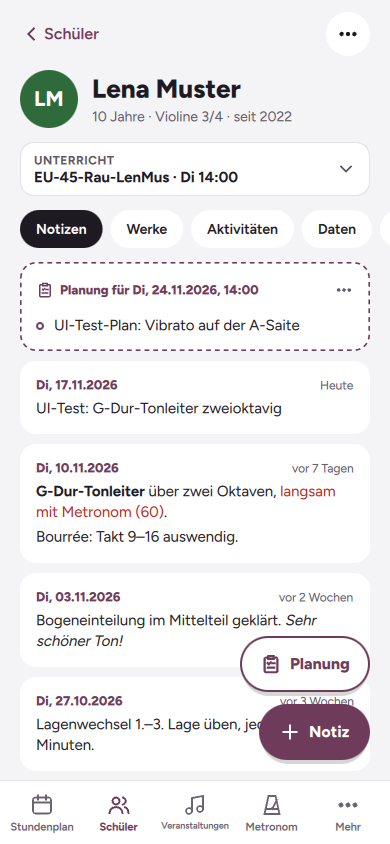 Schüler
LM
Lena Muster
10 Jahre · Violine 3/4 · seit 2022
UNTERRICHT
EU-45-Rau-LenMus · Di 14:00
Notizen
Werke
Aktivitäten
Daten
Planung für Di, 24.11.2026, 14:00
UI-Test-Plan: Vibrato auf der A-Saite
Di, 17.11.2026
Heute
UI-Test: G-Dur-Tonleiter zweioktavig
Di, 10.11.2026
vor 7 Tagen
G-Dur-Tonleiter über zwei Oktaven, langsam
mit Metronom (60).
Bourrée: Takt 9–16 auswendig.
Di, 03.11.2026
vor 2 Wochen
Bogeneinteilung im Mittelteil geklärt. Sehr
schöner Ton!
Planung
Di, 27.10.2026
vor 3 Wochen
Lagenwechsel 1.–3. Lage üben,
Minuten.
Notiz
Stundenplan
Schüler
Veranstaltungen
Metronom
Mehr